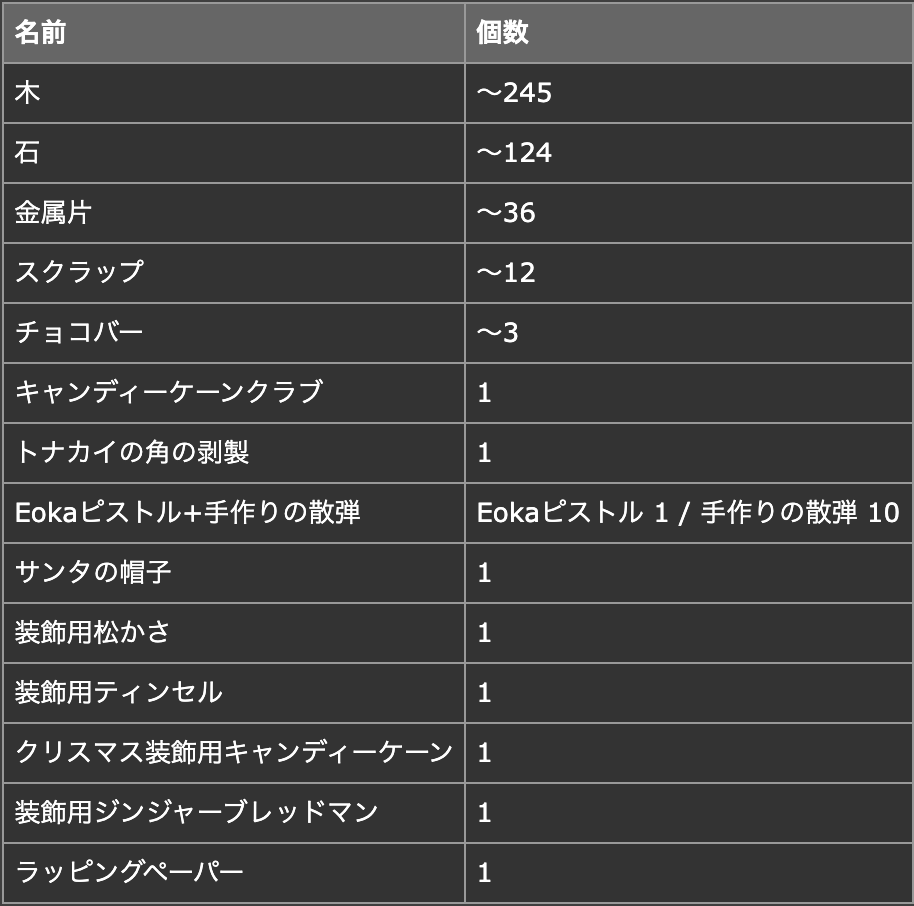 名前 個数
木 ～245
石 ～124
金属片 ～36
スクラップ ～12
チョコバー ～3
キャンディーケーンクラブ 1
トナカイの角の剥製 1
Eokaピストル+手作りの散弾 Eokaピストル 1 / 手作りの散弾 10
サンタの帽子 1
装飾用松かさ 1
装飾用ティンセル 1
クリスマス装飾用キャンディーケーン 1
装飾用ジンジャーブレッドマン 1
ラッピングペーパー 1